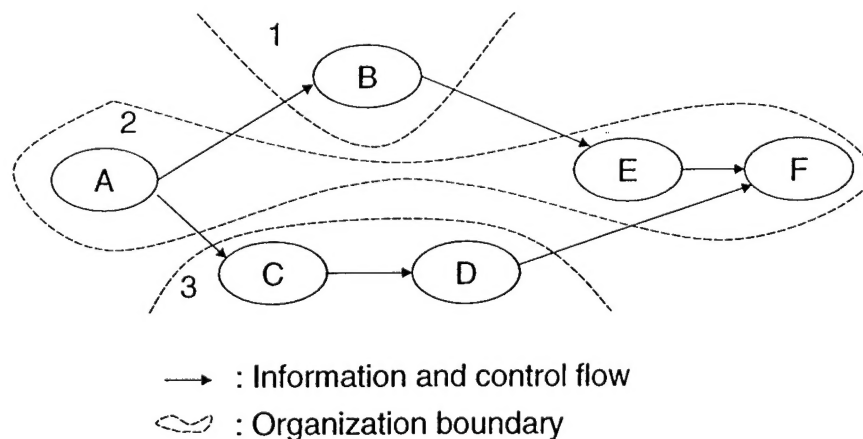 1
B
2
A
E
F
3
C
D
: Information and control flow
: Organization boundary